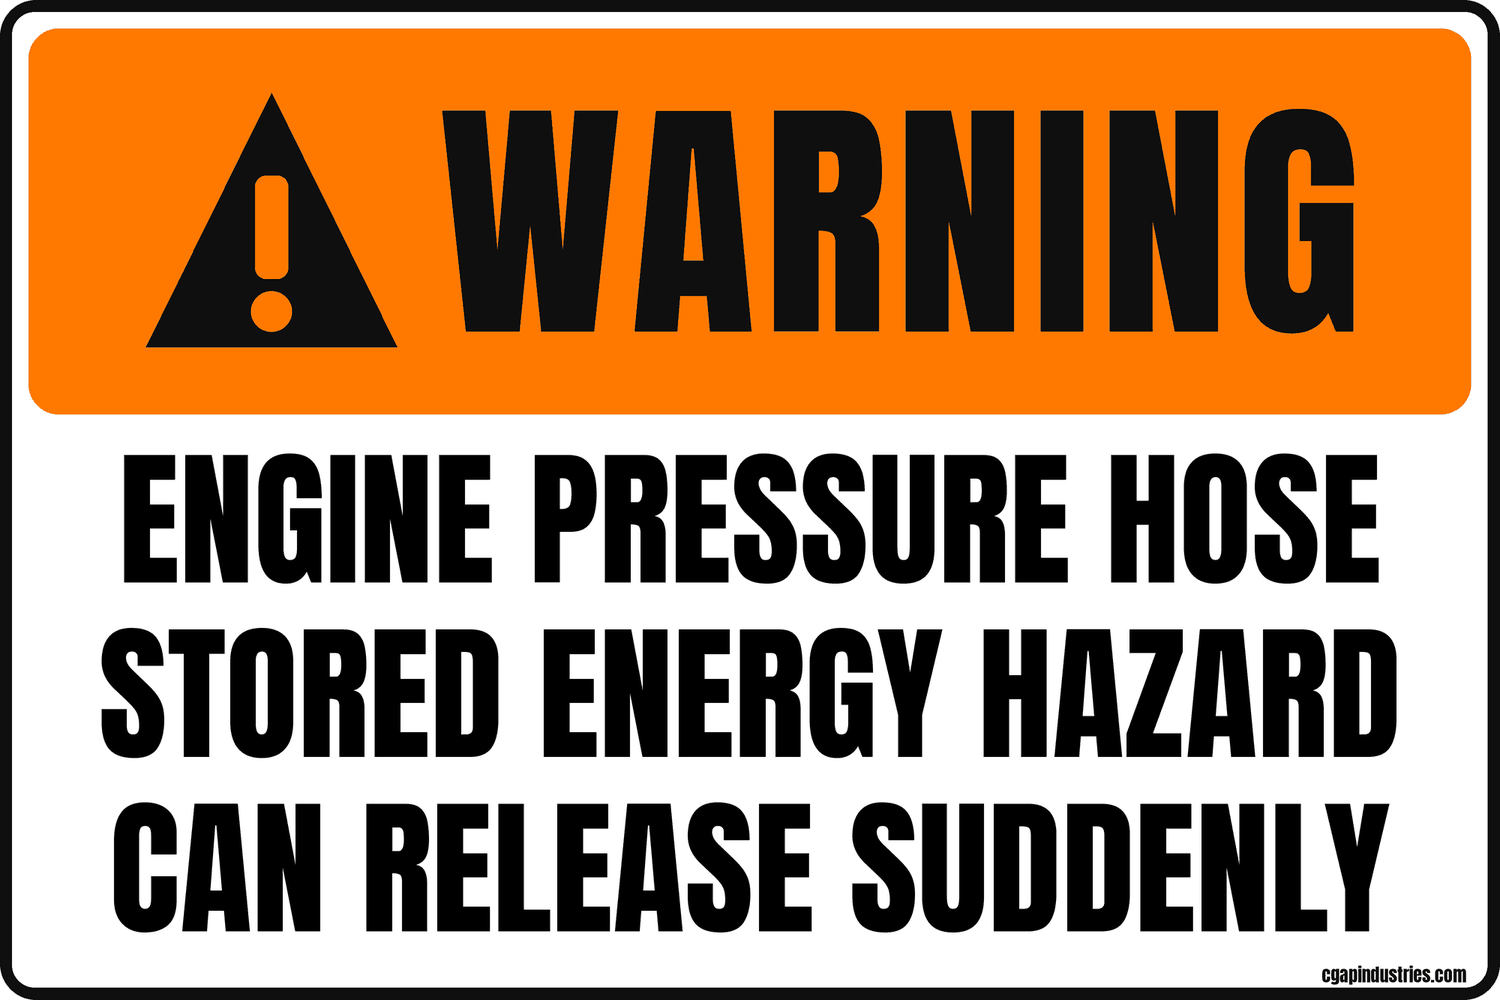 WARNING
ENGINE PRESSURE HOSE
STORED ENERGY HAZARD
CAN RELEASE SUDDENLY
cgapindustries.com